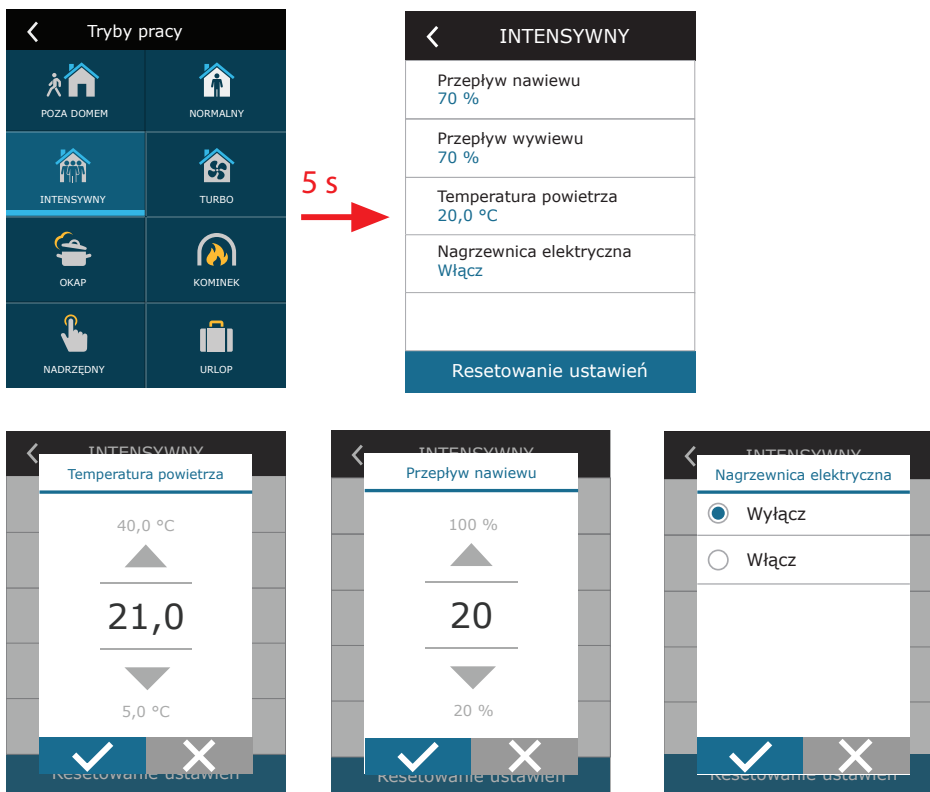 Tryby pracy
POZA DOMEM
NORMALNY
INTENSYWNY
TURBO
OKAP
KOMINEK
NADRZĘDNY
URLOP
5 s
INTENSYWNY
Przepływ nawiewu
70 %
Przepływ wywiewu
70 %
Temperatura powietrza
20,0 °C
Nagrzewnica elektryczna
Włącz
Resetowanie ustawień
INTENSYWNY
Temperatura powietrza
40,0 °C
21,0
5,0 °C
Resetowanie ustawień
INTENSYWNY
Przepływ nawiewu
100 %
20
20 %
Resetowanie ustawień
INTENSYWNY
Nagrzewnica elektryczna
Wyłącz
Włącz
Resetowanie ustawień